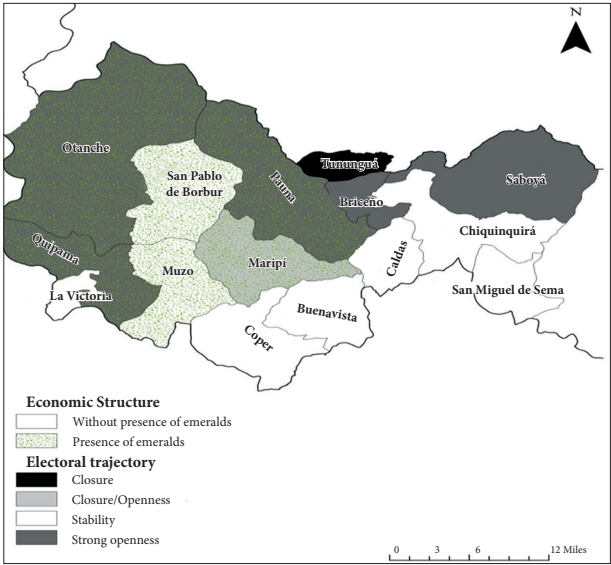 N
Otanche
San Pablo
de Borbur
Pauna
Tununguá
Briceño
Saboyá
Chiquinquirá
Quípama
Muzo
Maripí
Caldas
La Victoria
San Miguel de Sema
Buenavista
Coper
Economic Structure
Without presence of emeralds
Presence of emeralds
Electoral trajectory
Closure
Closure/Openness
Stability
Strong openness
0 3 6 12 Miles